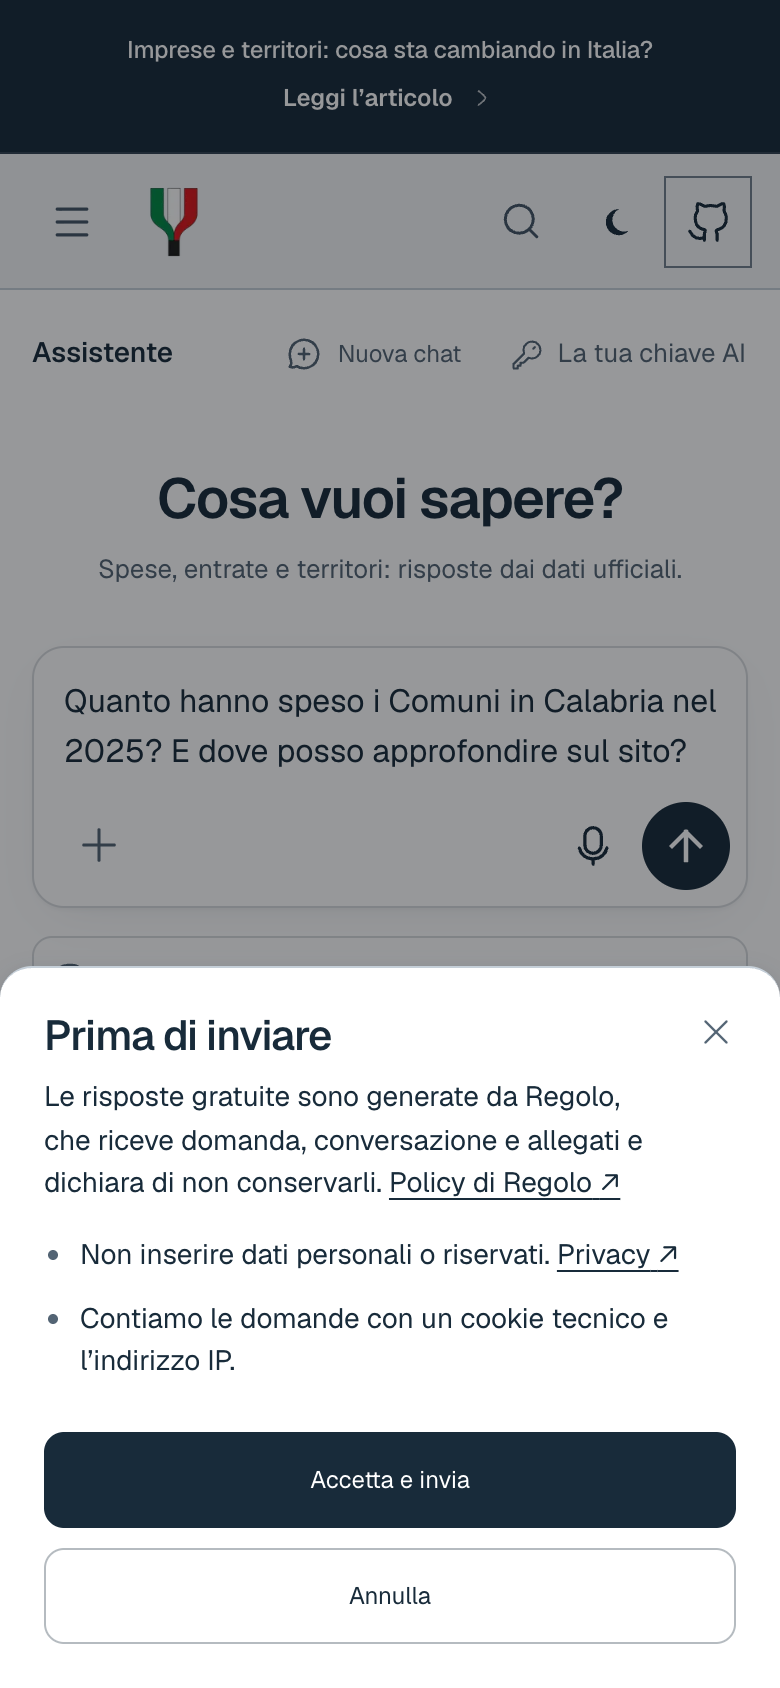 Imprese e territori: cosa sta cambiando in Italia?
Leggi l’articolo
Assistente
Nuova chat
La tua chiave AI
Cosa vuoi sapere?
Spese, entrate e territori: risposte dai dati ufficiali.
Quanto hanno speso i Comuni in Calabria nel
2025? E dove posso approfondire sul sito?
Prima di inviare
Le risposte gratuite sono generate da Regolo,
che riceve domanda, conversazione e allegati e
dichiara di non conservarli. Policy di Regolo ↗
• Non inserire dati personali o riservati. Privacy ↗
• Contiamo le domande con un cookie tecnico e
l’indirizzo IP.
Accetta e invia
Annulla